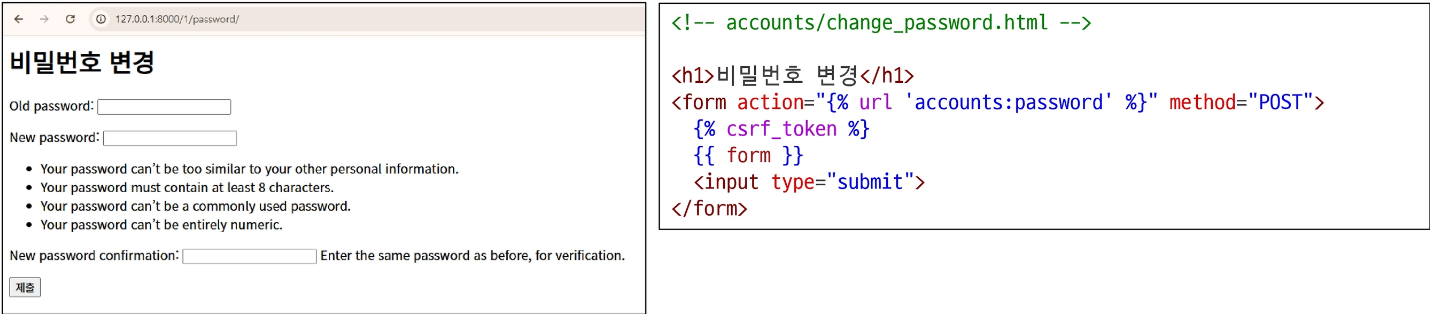 127.0.0.1:8000/1/password/
비밀번호 변경
Old password:
New password:
• Your password can't be too similar to your other personal information.
• Your password must contain at least 8 characters.
• Your password can't be a commonly used password.
• Your password can't be entirely numeric.
New password confirmation: Enter the same password as before, for verification.
제출
<!-- accounts/change_password.html -->
<h1>비밀번호 변경</h1>
<form action="{% url 'accounts:password' %}" method="POST">
{% csrf_token %}
{{ form }}
<input type="submit">
</form>